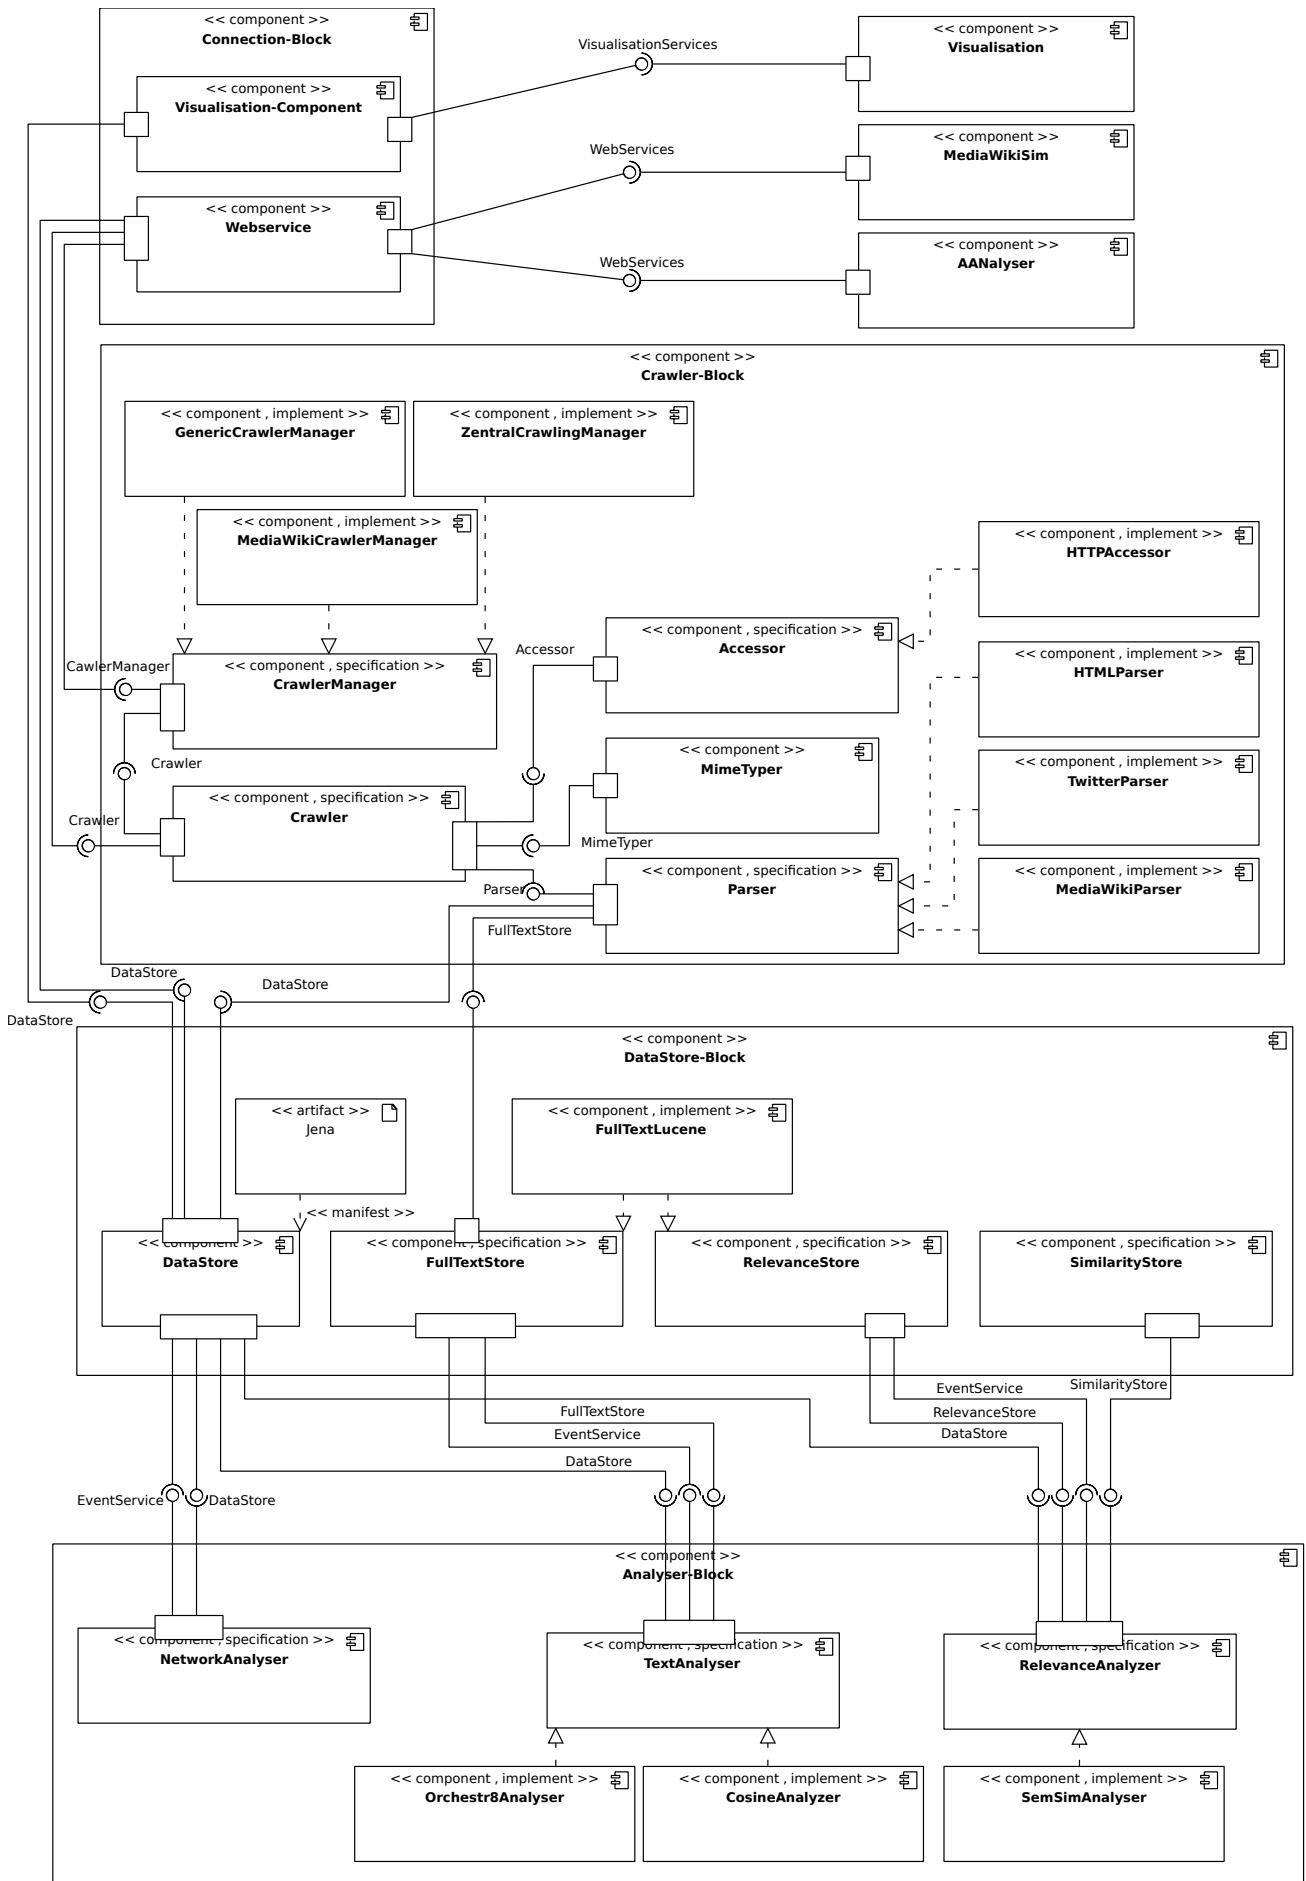 << component >>
Connection-Block
<< component >>
Visualisation-Component
<< component >>
Webservice
VisualisationServices
WebServices
WebServices
<< component >>
Visualisation
<< component >>
MediaWikiSim
<< component >>
AANalyser
<< component >>
Crawler-Block
<< component , implement >>
GenericCrawlerManager
<< component , implement >>
ZentralCrawlingManager
<< component , implement >>
MediaWikiCrawlerManager
<< component , implement >>
HTTPAccessor
CawlerManager
<< component , specification >>
CrawlerManager
Accessor
<< component , specification >>
Accessor
<< component , implement >>
HTMLParser
Crawler
<< component >>
MimeTyper
<< component , implement >>
TwitterParser
Crawler
<< component , specification >>
Crawler
MimeTyper
Parser
<< component , specification >>
Parser
<< component , implement >>
MediaWikiParser
FullTextStore
DataStore
DataStore
DataStore
<< component >>
DataStore-Block
<< artifact >>
Jena
<< component , implement >>
FullTextLucene
<< manifest >>
<< component >>
DataStore
<< component , specification >>
FullTextStore
<< component , specification >>
RelevanceStore
<< component , specification >>
SimilarityStore
FullTextStore
EventService
DataStore
EventService
SimilarityStore
RelevanceStore
DataStore
EventService
DataStore
<< component >>
Analyser-Block
<< component , specification >>
NetworkAnalyser
<< component , specification >>
TextAnalyser
<< component , specification >>
RelevanceAnalyzer
<< component , implement >>
Orchestr8Analyser
<< component , implement >>
CosineAnalyzer
<< component , implement >>
SemSimAnalyser